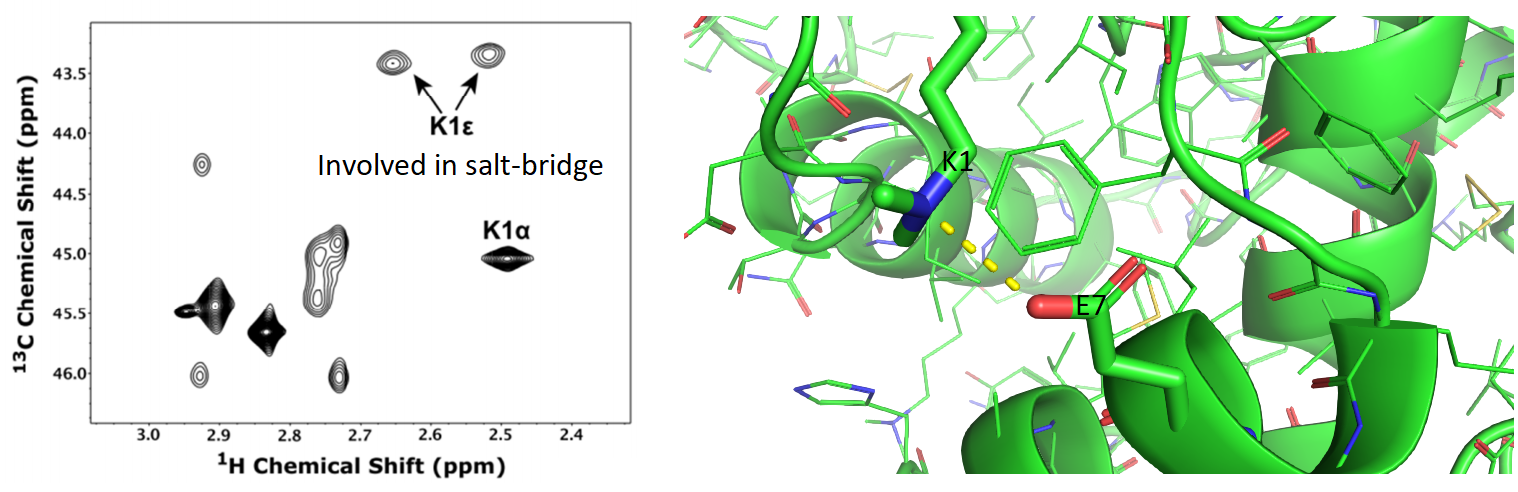 43.5
44.0
44.5
45.0
45.5
46.0
13C Chemical Shift (ppm)
K1ε
Involved in salt-bridge
K1α
3.0 2.9 2.8 2.7 2.6 2.5 2.4
1H Chemical Shift (ppm)
K1
E7